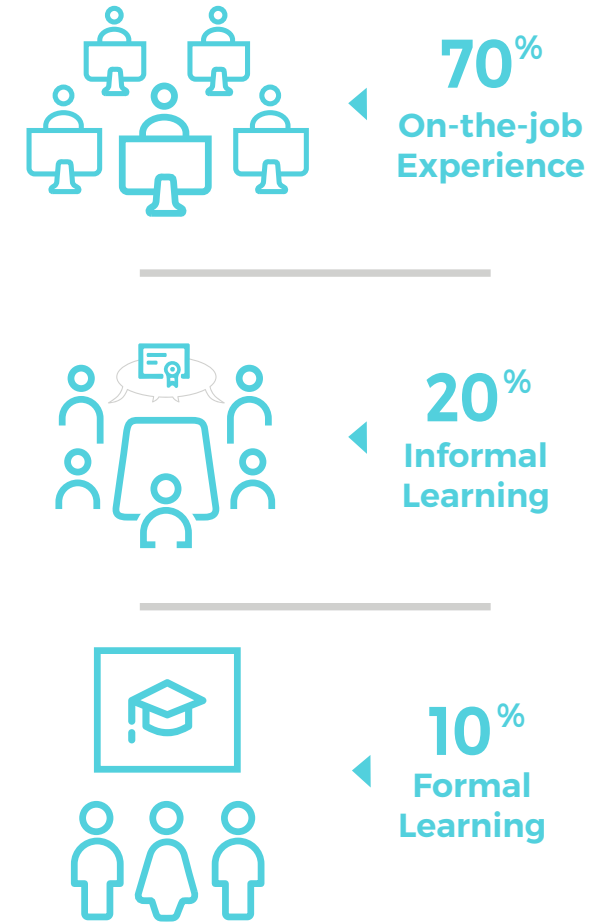 70%
On-the-job
Experience
20%
Informal
Learning
10%
Formal
Learning